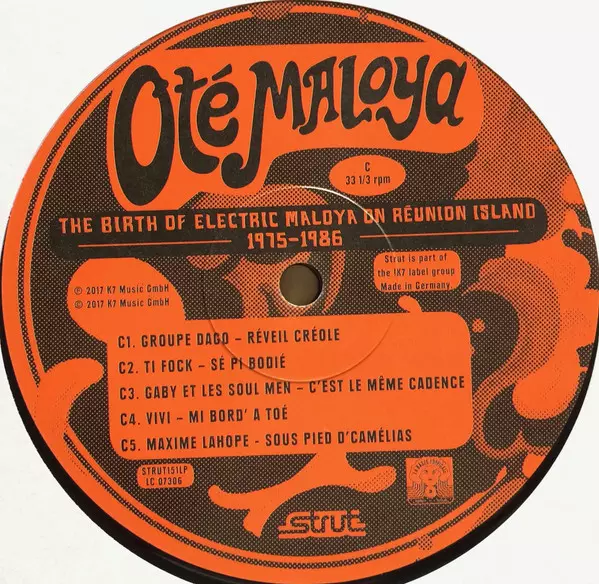 Oté MALOYA
C
33 1/3 rpm
THE BIRTH OF ELECTRIC MALOYA ON RÉUNION ISLAND
1975-1986
Strut is part of
the !K7 label group
Made in Germany.
℗ 2017 K7 Music GmbH
© 2017 K7 Music GmbH
C1. GROUPE DAGO – RÉVEIL CRÉOLE
C2. TI FOCK – SÉ PI BODIÉ
C3. GABY ET LES SOUL MEN – C'EST LE MÊME CADENCE
C4. VIVI – MI BORD' A TOÉ
C5. MAXIME LAHOPE - SOUS PIED D'CAMÉLIAS
STRUT151LP
LC 07306
strut